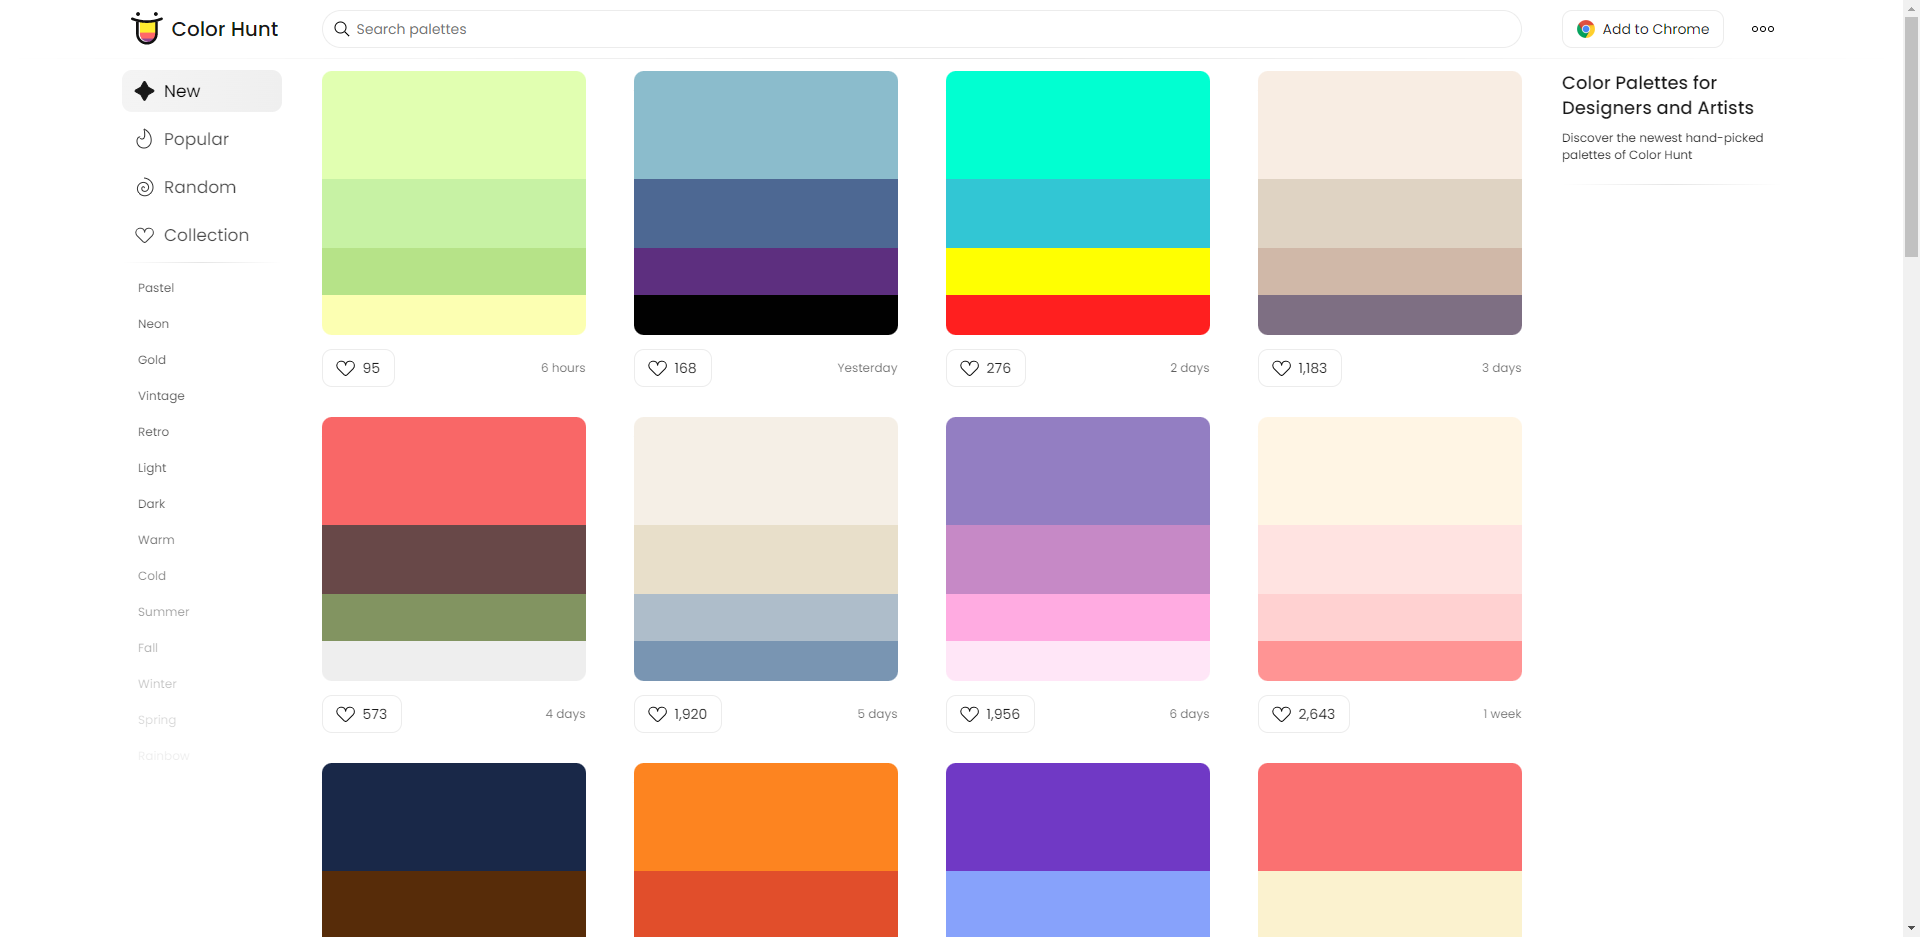 Color Hunt
Search palettes
Add to Chrome
New
Popular
Random
Collection
Pastel
Neon
Gold
Vintage
Retro
Light
Dark
Warm
Cold
Summer
Fall
Winter
Spring
Rainbow
95
6 hours
168
Yesterday
276
2 days
1,183
3 days
573
4 days
1,920
5 days
1,956
6 days
2,643
1 week
Color Palettes for
Designers and Artists
Discover the newest hand-picked
palettes of Color Hunt